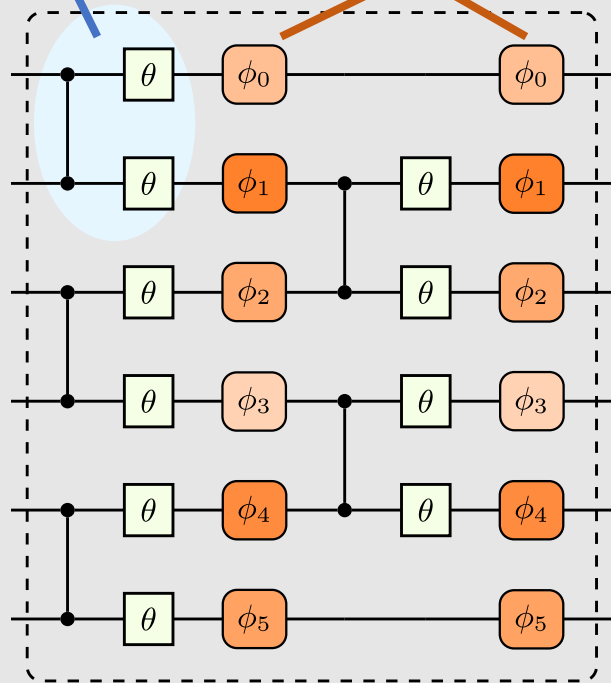 θ ϕ₀ ϕ₀
θ ϕ₁ θ ϕ₁
θ ϕ₂ θ ϕ₂
θ ϕ₃ θ ϕ₃
θ ϕ₄ θ ϕ₄
θ ϕ₅ ϕ₅